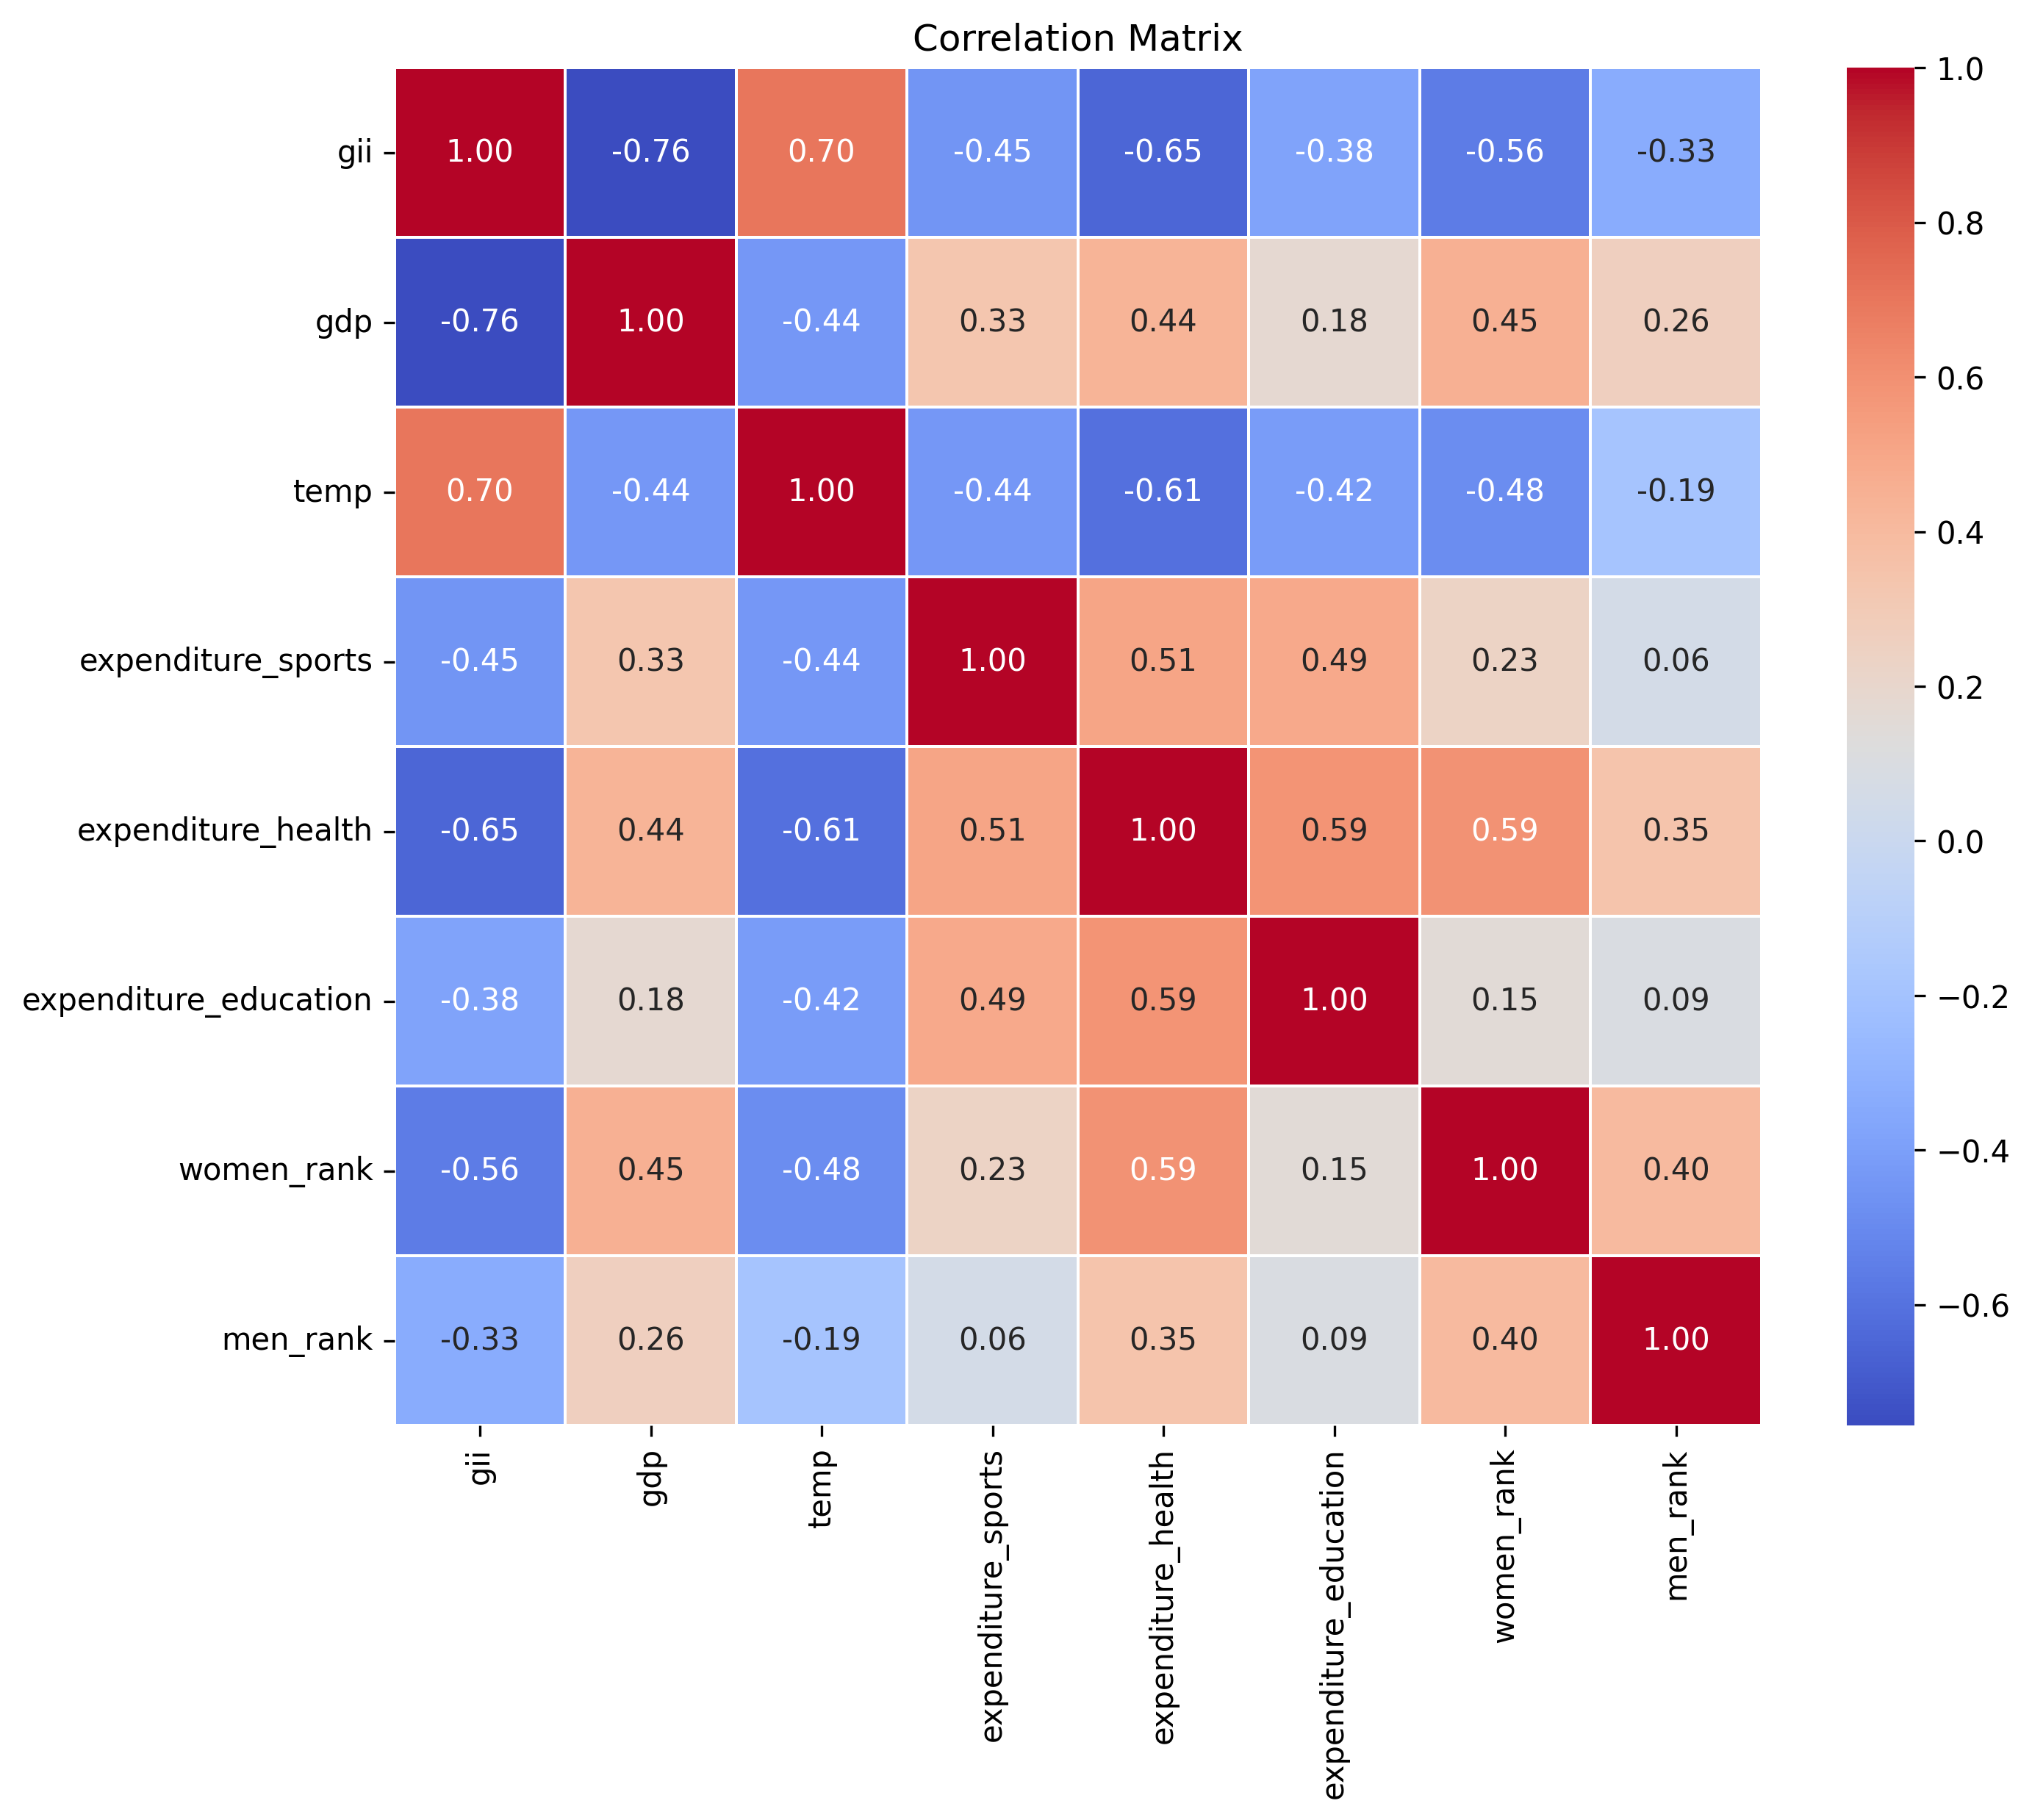 Correlation Matrix
gii 1.00 -0.76 0.70 -0.45 -0.65 -0.38 -0.56 -0.33
gdp -0.76 1.00 -0.44 0.33 0.44 0.18 0.45 0.26
temp 0.70 -0.44 1.00 -0.44 -0.61 -0.42 -0.48 -0.19
expenditure_sports -0.45 0.33 -0.44 1.00 0.51 0.49 0.23 0.06
expenditure_health -0.65 0.44 -0.61 0.51 1.00 0.59 0.59 0.35
expenditure_education -0.38 0.18 -0.42 0.49 0.59 1.00 0.15 0.09
women_rank -0.56 0.45 -0.48 0.23 0.59 0.15 1.00 0.40
men_rank -0.33 0.26 -0.19 0.06 0.35 0.09 0.40 1.00
gii
gdp
temp
expenditure_sports
expenditure_health
expenditure_education
women_rank
men_rank
1.0
0.8
0.6
0.4
0.2
0.0
−0.2
−0.4
−0.6